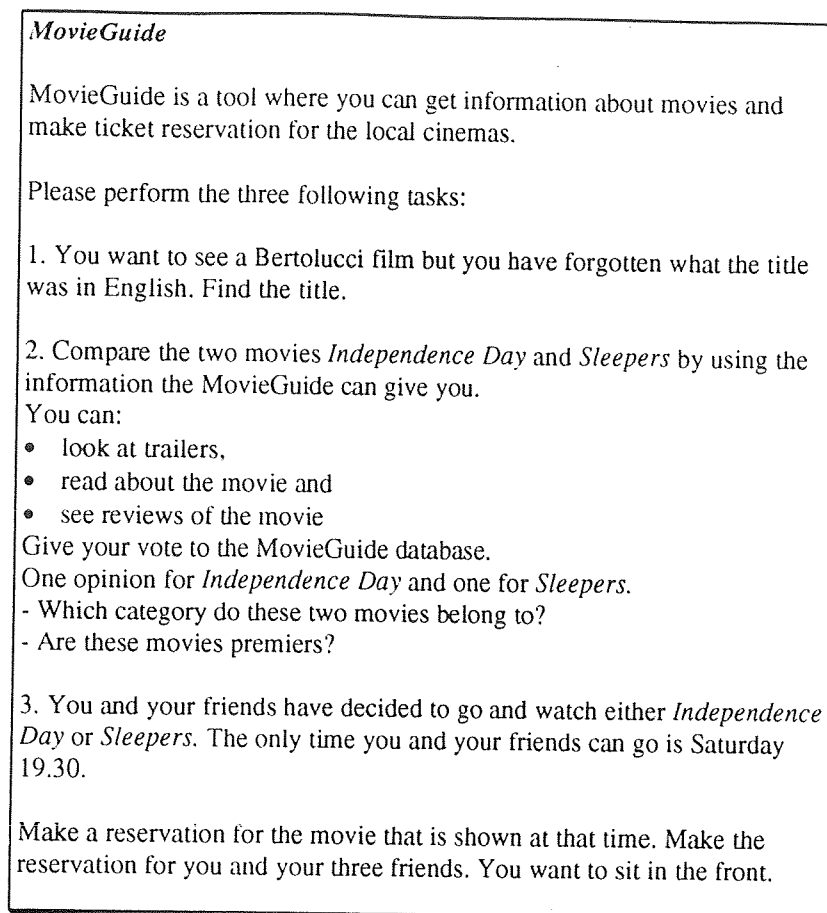 MovieGuide
MovieGuide is a tool where you can get information about movies and
make ticket reservation for the local cinemas.
Please perform the three following tasks:
1. You want to see a Bertolucci film but you have forgotten what the title
was in English. Find the title.
2. Compare the two movies Independence Day and Sleepers by using the
information the MovieGuide can give you.
You can:
• look at trailers,
• read about the movie and
• see reviews of the movie
Give your vote to the MovieGuide database.
One opinion for Independence Day and one for Sleepers.
- Which category do these two movies belong to?
- Are these movies premiers?
3. You and your friends have decided to go and watch either Independence
Day or Sleepers. The only time you and your friends can go is Saturday
19.30.
Make a reservation for the movie that is shown at that time. Make the
reservation for you and your three friends. You want to sit in the front.